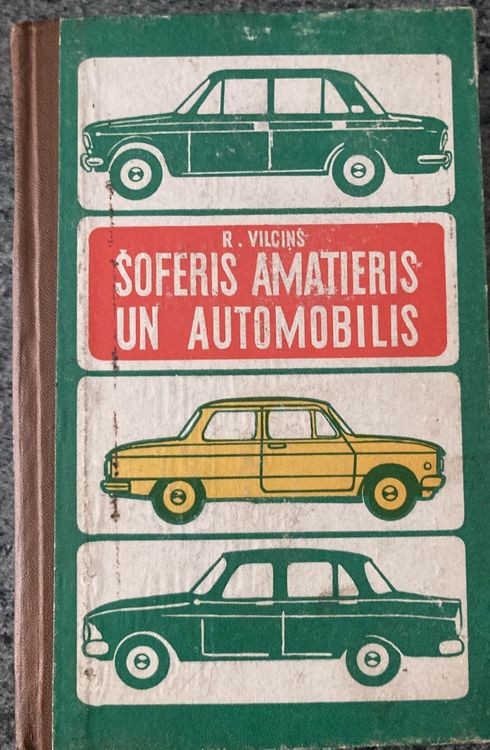 R. VILCIŅŠ
ŠOFERIS AMATIERIS
UN AUTOMOBILIS